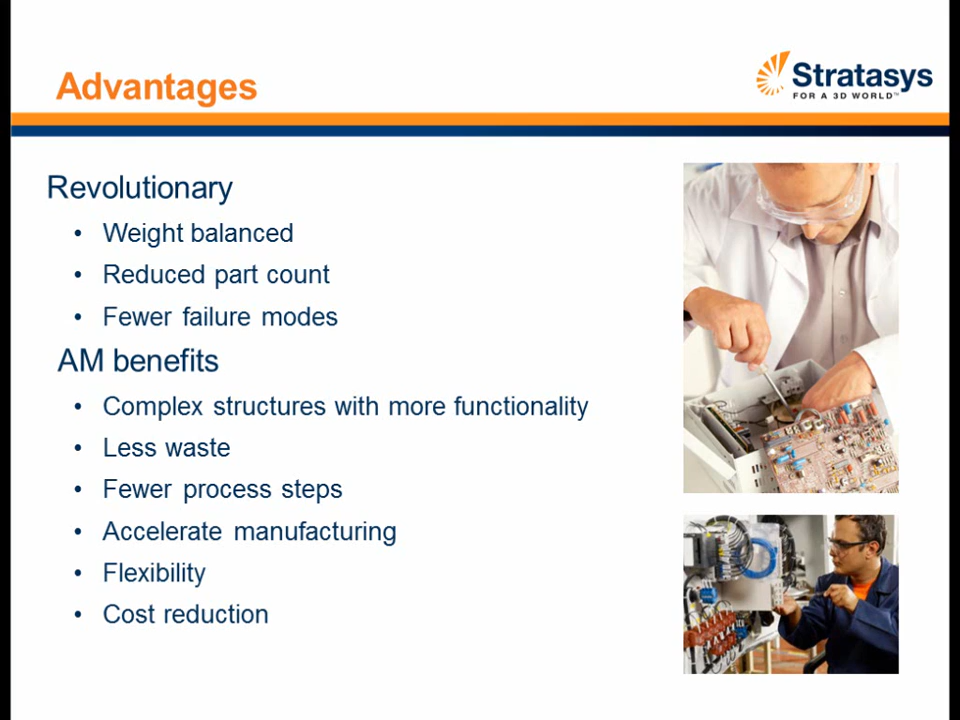 Advantages
Stratasys
FOR A 3D WORLD™
Revolutionary
• Weight balanced
• Reduced part count
• Fewer failure modes
AM benefits
• Complex structures with more functionality
• Less waste
• Fewer process steps
• Accelerate manufacturing
• Flexibility
• Cost reduction